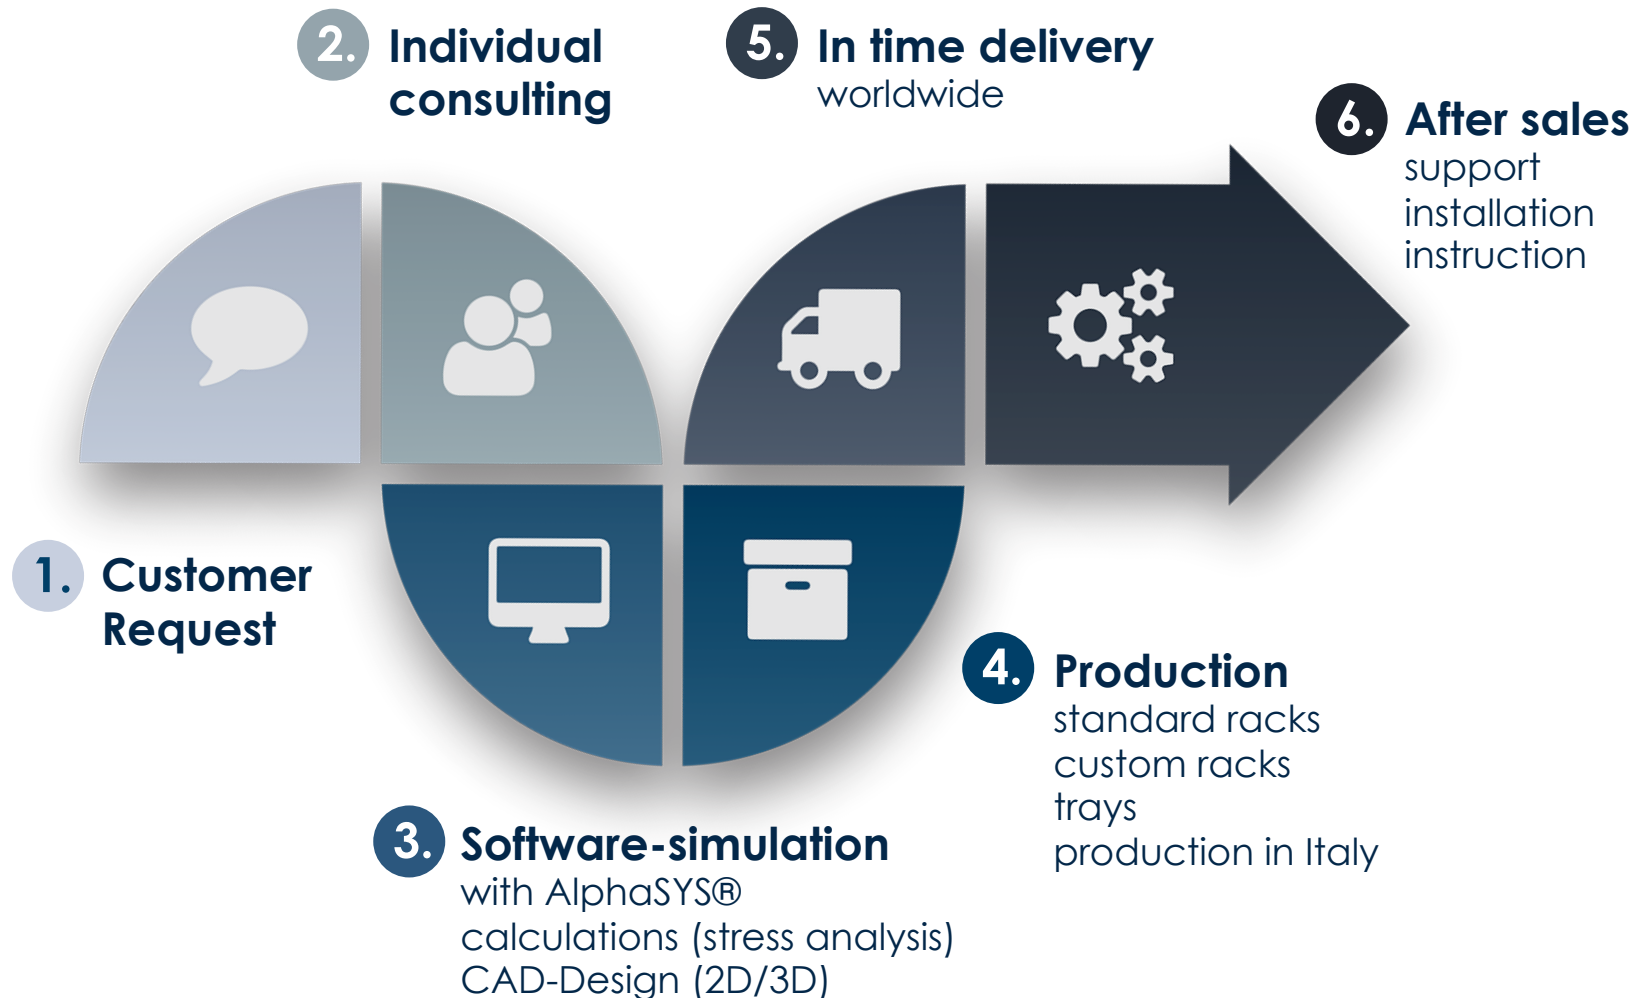 1. Customer
Request
2. Individual
consulting
3. Software-simulation
with AlphaSYS®
calculations (stress analysis)
CAD-Design (2D/3D)
4. Production
standard racks
custom racks
trays
production in Italy
5. In time delivery
worldwide
6. After sales
support
installation
instruction